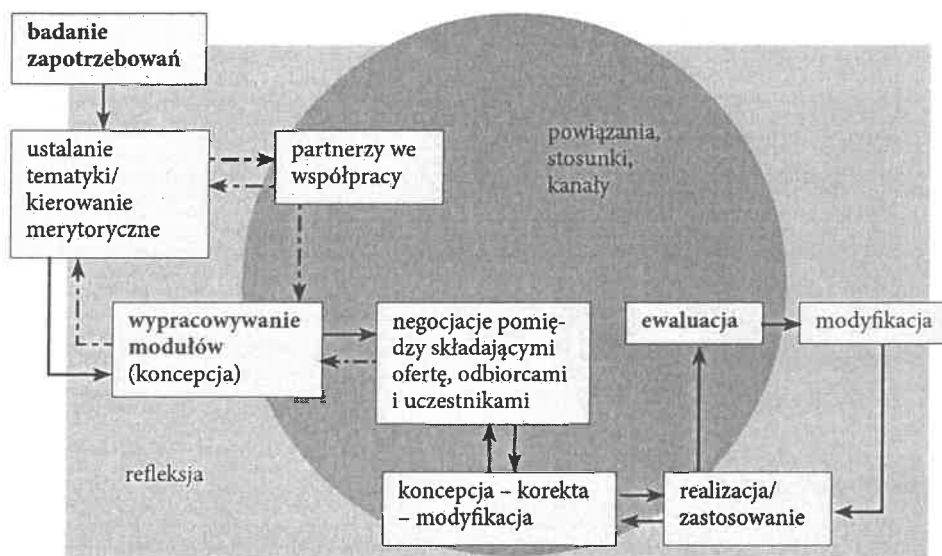 badanie
zapotrzebowań
ustalanie
tematyki/
kierowanie
merytoryczne
partnerzy we
współpracy
powiązania,
stosunki,
kanały
wypracowywanie
modułów
(koncepcja)
negocjacje pomię-
dzy składającymi
ofertę, odbiorcami
i uczestnikami
ewaluacja
modyfikacja
refleksja
koncepcja – korekta
– modyfikacja
realizacja/
zastosowanie